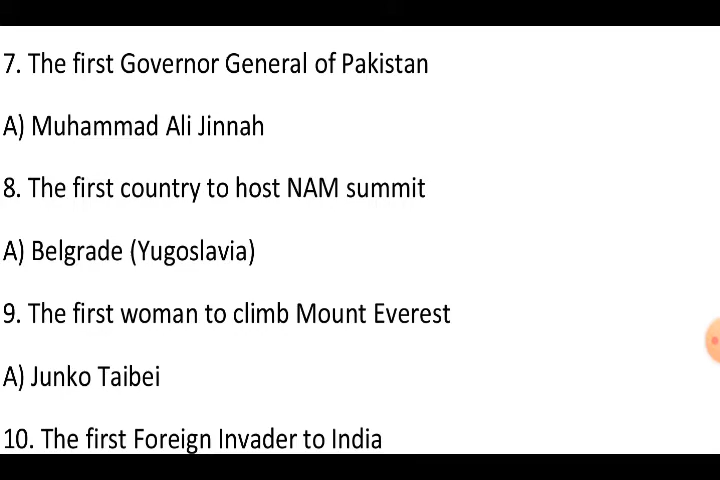 7. The first Governor General of Pakistan
A) Muhammad Ali Jinnah
8. The first country to host NAM summit
A) Belgrade (Yugoslavia)
9. The first woman to climb Mount Everest
A) Junko Taibei
10. The first Foreign Invader to India